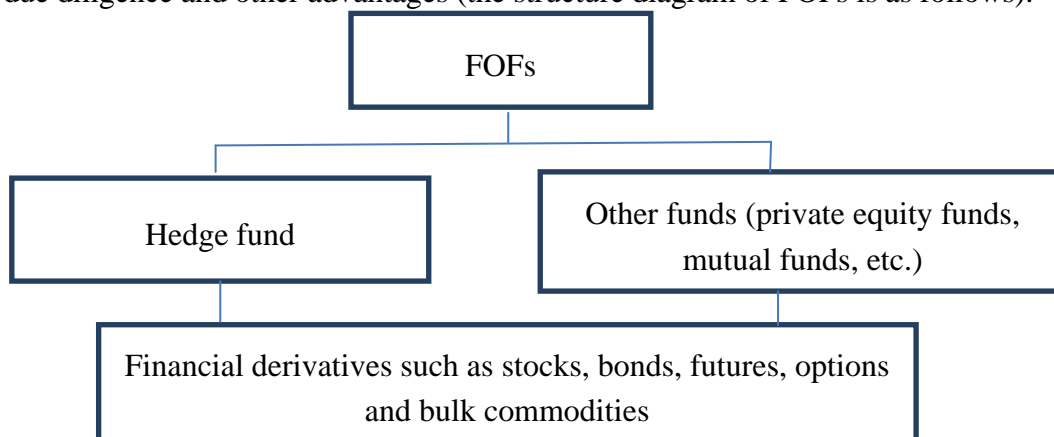 due diligence and other advantages (the structure diagram of FOFs is as follows):
FOFs
Hedge fund
Other funds (private equity funds,
mutual funds, etc.)
Financial derivatives such as stocks, bonds, futures, options
and bulk commodities